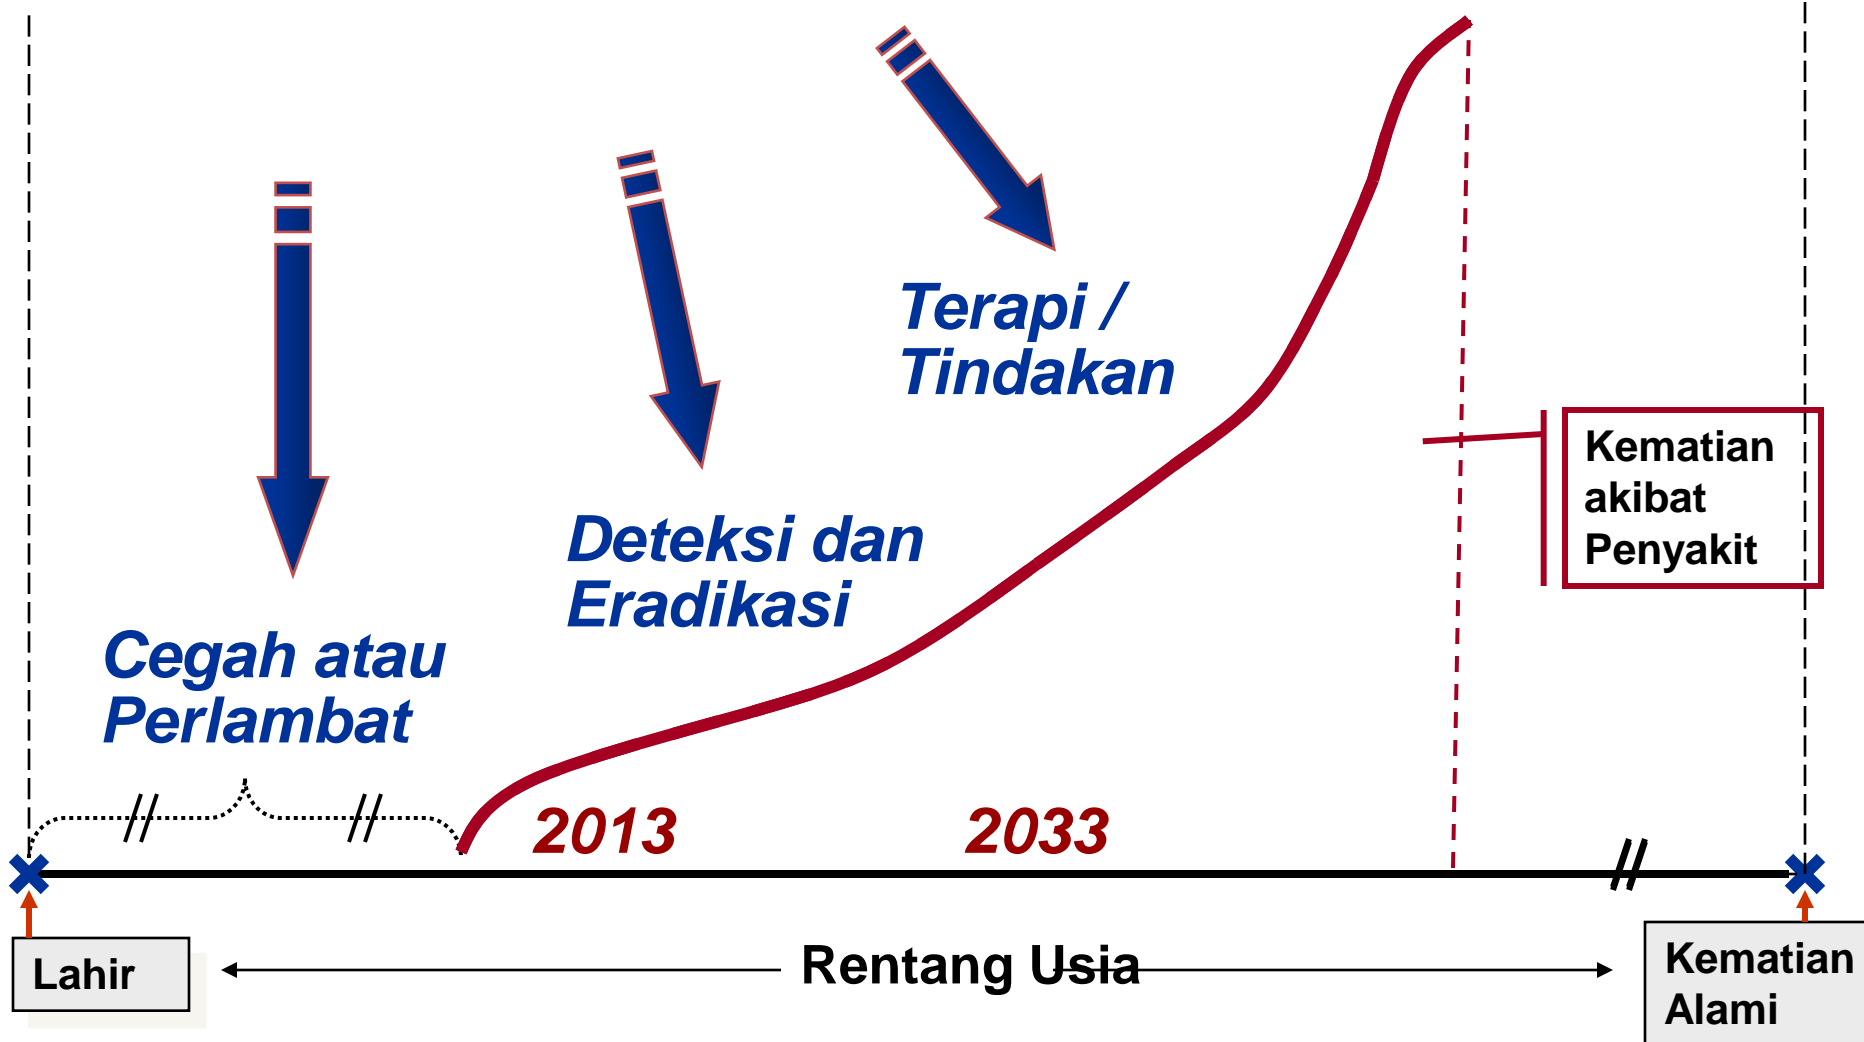 Terapi /
Tindakan
Deteksi dan
Eradikasi
Cegah atau
Perlambat
Kematian
akibat
Penyakit
2013
2033
Lahir
Rentang Usia
Kematian
Alami